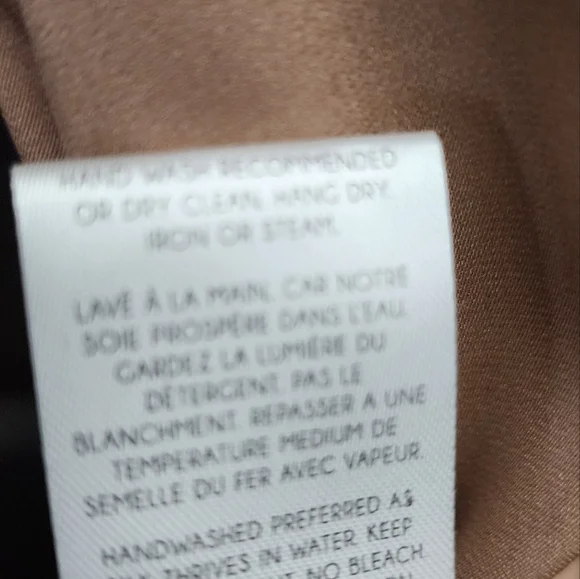 HAND WASH RECOMMENDED
OR DRY CLEAN, HANG DRY,
IRON OR STEAM.
LAVÉ À LA MAIN, CAR NOTRE
SOIE PROSPÈRE DANS L'EAU.
GARDEZ LA LUMIÈRE DU
DÉTERGENT, PAS LE
BLANCHMENT. REPASSER A UNE
TEMPERATURE MEDIUM DE
SEMELLE DU FER AVEC VAPEUR.
HANDWASHED PREFERRED AS
THRIVES IN WATER. KEEP
NO BLEACH.